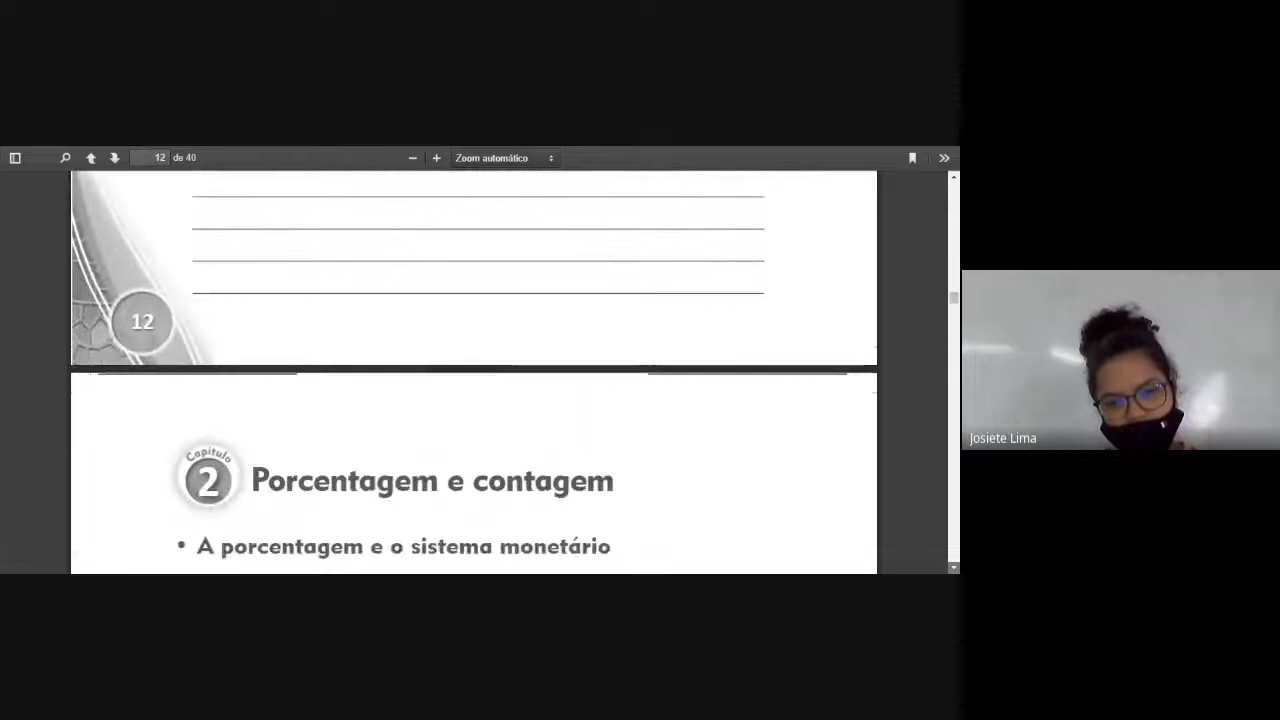 12 de 40
Zoom automático
12
Capítulo
2
Porcentagem e contagem
• A porcentagem e o sistema monetário
Josiete Lima